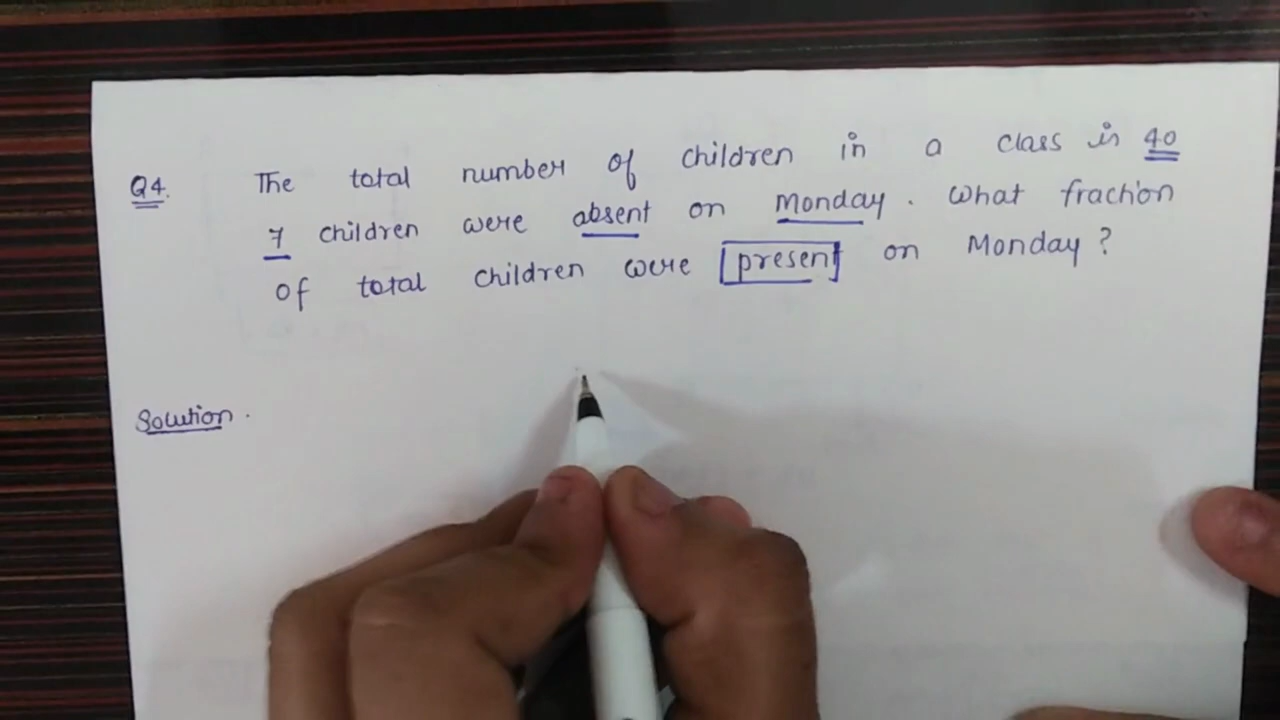 Q4. The total number of children in a class is 40
7 children were absent on Monday. What fraction
of total children were present on Monday?
Solution.